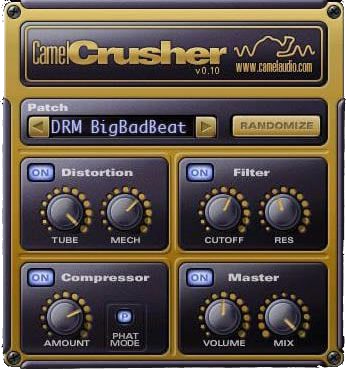 CamelCrusher
v0.10
www.camelaudio.com
Patch
DRM BigBadBeat
RANDOMIZE
ON Distortion
TUBE MECH
ON Filter
CUTOFF RES
ON Compressor
AMOUNT
P
PHAT
MODE
ON Master
VOLUME MIX